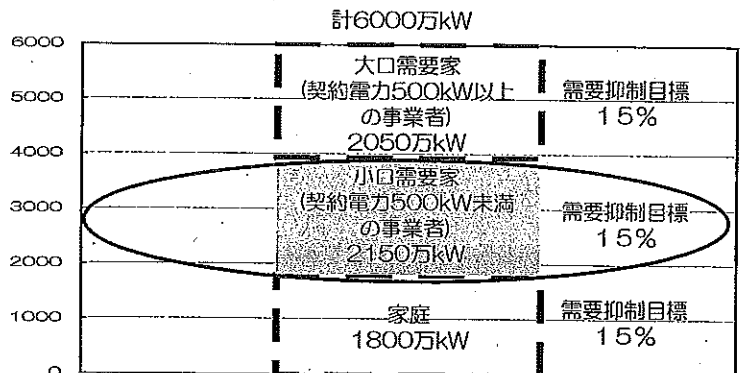 計6000万kW
6000
大口需要家
(契約電力500kW以上
の事業者)
2050万kW
需要抑制目標
15%
5000
4000
小口需要家
(契約電力500kW未満
の事業者)
2150万kW
需要抑制目標
15%
3000
2000
家庭
1800万kW
需要抑制目標
15%
1000
0